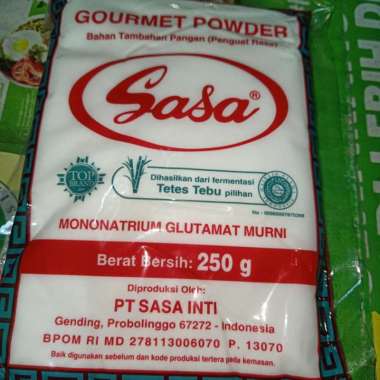 GOURMET POWDER
Bahan Tambahan Pangan (Penguat Rasa)
Sasa®
TOP
BRAND
Dihasilkan dari fermentasi
Tetes Tebu pilihan
MONONATRIUM GLUTAMAT MURNI
Berat Bersih: 250 g
Diproduksi Oleh:
PT SASA INTI
Gending, Probolinggo 67272 - Indonesia
BPOM RI MD 278113006070 P. 13070
Baik digunakan sebelum dan kode produksi tertera pada kemasan.